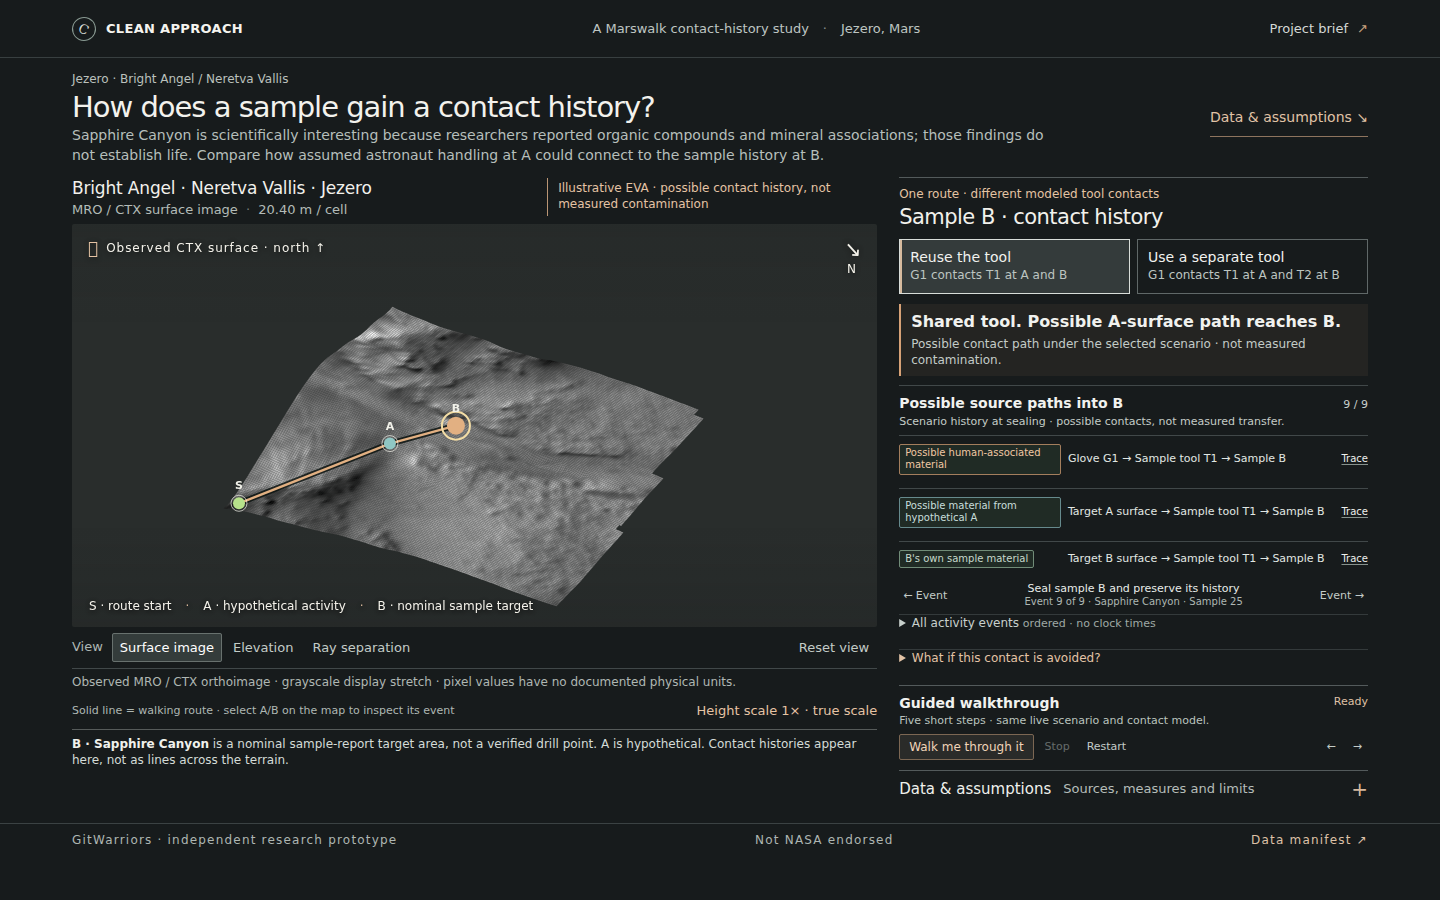 CLEAN APPROACH
A Marswalk contact-history study · Jezero, Mars
Project brief ↗
Jezero · Bright Angel / Neretva Vallis
How does a sample gain a contact history?
Sapphire Canyon is scientifically interesting because researchers reported organic compounds and mineral associations; those findings do
not establish life. Compare how assumed astronaut handling at A could connect to the sample history at B.
Data & assumptions ↘
Bright Angel · Neretva Vallis · Jezero
MRO / CTX surface image · 20.40 m / cell
Illustrative EVA · possible contact history, not
measured contamination
Observed CTX surface · north ↑
↘
N
B
A
S
S · route start · A · hypothetical activity · B · nominal sample target
View
Surface image
Elevation
Ray separation
Reset view
Observed MRO / CTX orthoimage · grayscale display stretch · pixel values have no documented physical units.
Solid line = walking route · select A/B on the map to inspect its event
Height scale 1× · true scale
B · Sapphire Canyon is a nominal sample-report target area, not a verified drill point. A is hypothetical. Contact histories appear
here, not as lines across the terrain.
One route · different modeled tool contacts
Sample B · contact history
Reuse the tool
G1 contacts T1 at A and B
Use a separate tool
G1 contacts T1 at A and T2 at B
Shared tool. Possible A-surface path reaches B.
Possible contact path under the selected scenario · not measured
contamination.
Possible source paths into B
9 / 9
Scenario history at sealing · possible contacts, not measured transfer.
Possible human-associated
material
Glove G1 → Sample tool T1 → Sample B
Trace
Possible material from
hypothetical A
Target A surface → Sample tool T1 → Sample B
Trace
B's own sample material
Target B surface → Sample tool T1 → Sample B
Trace
← Event
Seal sample B and preserve its history
Event 9 of 9 · Sapphire Canyon · Sample 25
Event →
▶ All activity events ordered · no clock times
▶ What if this contact is avoided?
Guided walkthrough
Ready
Five short steps · same live scenario and contact model.
Walk me through it
Stop
Restart
← →
Data & assumptions
Sources, measures and limits
+
GitWarriors · independent research prototype
Not NASA endorsed
Data manifest ↗